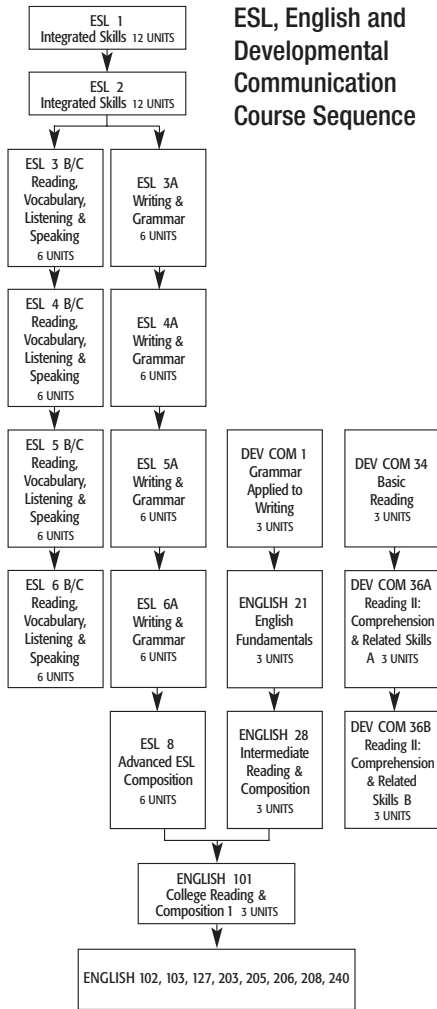 ESL, English and
Developmental
Communication
Course Sequence
ESL 1
Integrated Skills 12 UNITS
ESL 2
Integrated Skills 12 UNITS
ESL 3 B/C
Reading,
Vocabulary,
Listening &
Speaking
6 UNITS
ESL 3A
Writing &
Grammar
6 UNITS
ESL 4 B/C
Reading,
Vocabulary,
Listening &
Speaking
6 UNITS
ESL 4A
Writing &
Grammar
6 UNITS
ESL 5 B/C
Reading,
Vocabulary,
Listening &
Speaking
6 UNITS
ESL 5A
Writing &
Grammar
6 UNITS
DEV COM 1
Grammar
Applied to
Writing
3 UNITS
DEV COM 34
Basic
Reading
3 UNITS
ESL 6 B/C
Reading,
Vocabulary,
Listening &
Speaking
6 UNITS
ESL 6A
Writing &
Grammar
6 UNITS
ENGLISH 21
English
Fundamentals
3 UNITS
DEV COM 36A
Reading II:
Comprehension
& Related Skills
A 3 UNITS
ESL 8
Advanced ESL
Composition
6 UNITS
ENGLISH 28
Intermediate
Reading &
Composition
3 UNITS
DEV COM 36B
Reading II:
Comprehension
& Related
Skills B
3 UNITS
ENGLISH 101
College Reading &
Composition 1 3 UNITS
ENGLISH 102, 103, 127, 203, 205, 206, 208, 240